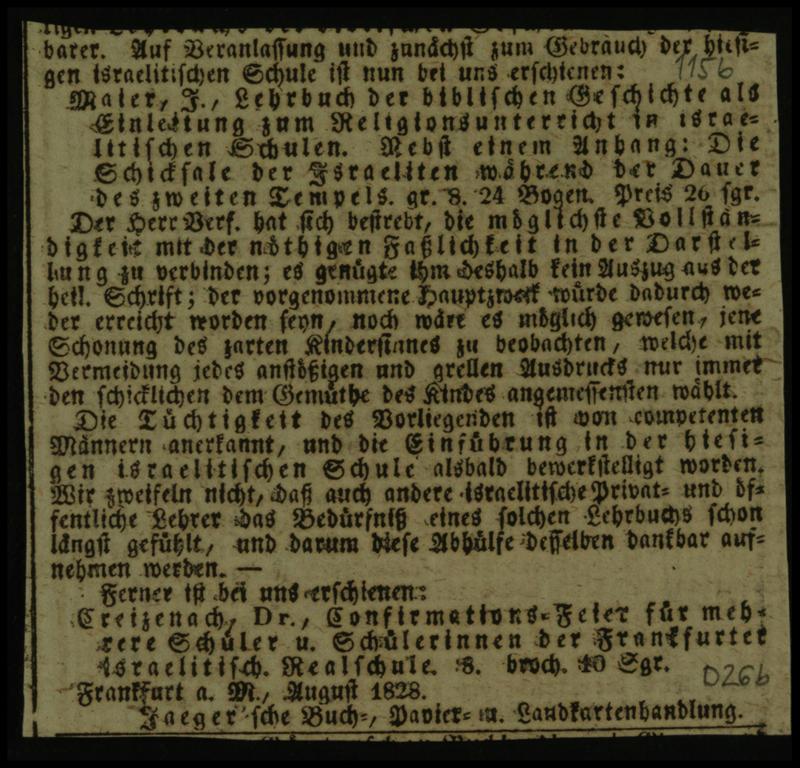 barer. Auf Veranlassung und zunächst zum Gebrauch der hiesi=
gen israelitischen Schule ist nun bei uns erschienen:
1156
Maier, J., Lehrbuch der biblischen Geschichte als
Einleitung zum Religionsunterricht in israe=
litischen Schulen. Nebst einem Anhang: Die
Schicksale der Israeliten während der Dauer
des zweiten Tempels. gr. 8. 24 Bogen. Preis 26 sgr.
Der Herr Verf. hat sich bestrebt, die möglichste Vollstän=
digkeit mit der nöthigen Faßlichkeit in der Darstel=
lung zu verbinden; es genügte ihm deshalb kein Auszug aus der
heil. Schrift; der vorgenommene Hauptzweck würde dadurch we=
der erreicht worden seyn, noch wäre es möglich gewesen, jene
Schonung des zarten Kindersinnes zu beobachten, welche mit
Vermeidung jedes anstößigen und grellen Ausdrucks nur immer
den schicklichen dem Gemüthe des Kindes angemessensten wählt.
Die Tüchtigkeit des Vorliegenden ist von competenten
Männern anerkannt, und die Einführung in der hiesi=
gen israelitischen Schule alsbald bewerkstelligt worden.
Wir zweifeln nicht, daß auch andere israelitische Privat= und öf=
fentliche Lehrer das Bedürfniß eines solchen Lehrbuchs schon
längst gefühlt, und darum diese Abhülfe desselben dankbar auf=
nehmen werden. —
Ferner ist bei uns erschienen:
Creizenach, Dr., Confirmations=Feier für meh=
rere Schüler u. Schülerinnen der Frankfurter
israelitisch. Realschule. 8. broch. 10 Sgr.
D26b
Frankfurt a. M., August 1828.
Jaeger'sche Buch=, Papier= u. Landkartenhandlung.